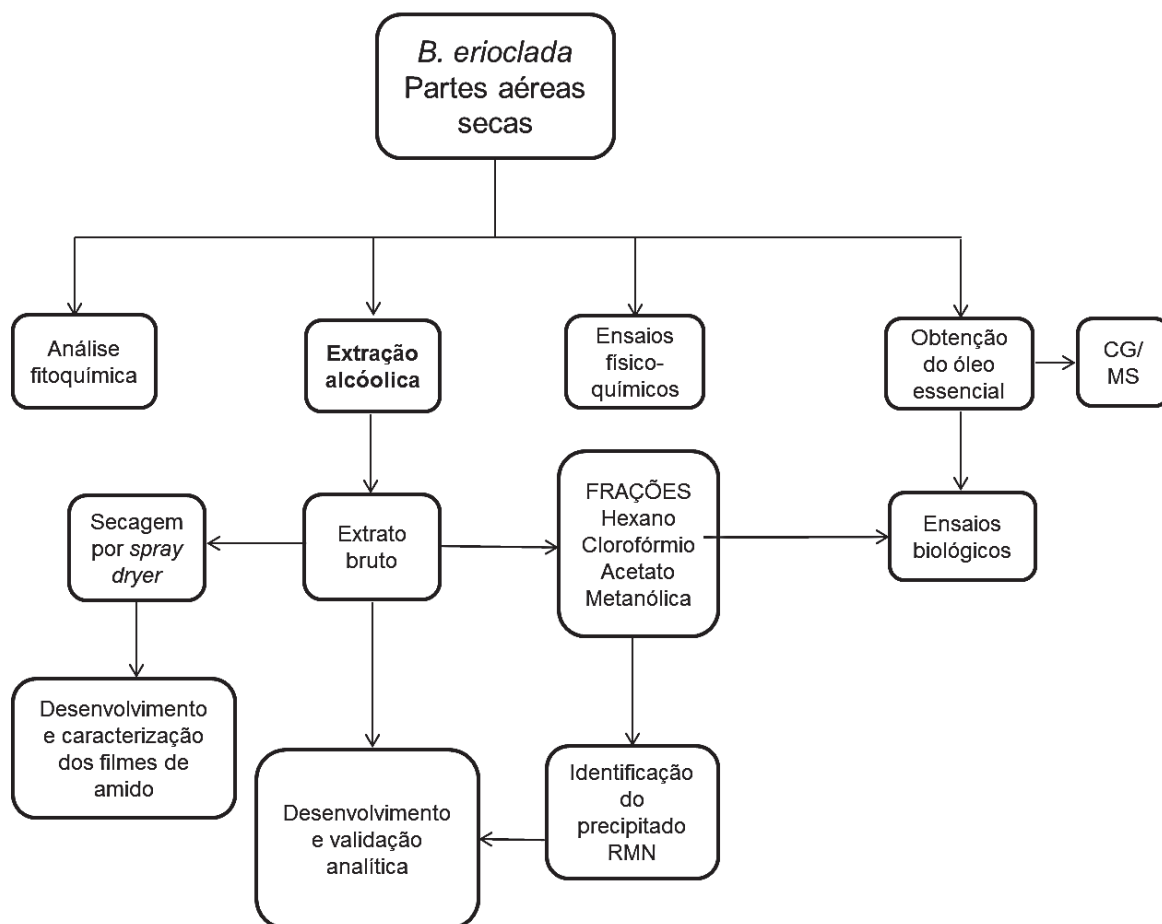 B. erioclada
Partes aéreas
secas
Análise
fitoquímica
Extração
alcóolica
Ensaios
físico-
químicos
Obtenção
do óleo
essencial
CG/
MS
Secagem
por spray
dryer
Extrato
bruto
FRAÇÕES
Hexano
Clorofórmio
Acetato
Metanólica
Ensaios
biológicos
Desenvolvimento
e caracterização
dos filmes de
amido
Desenvolvimento
e validação
analítica
Identificação
do
precipitado
RMN